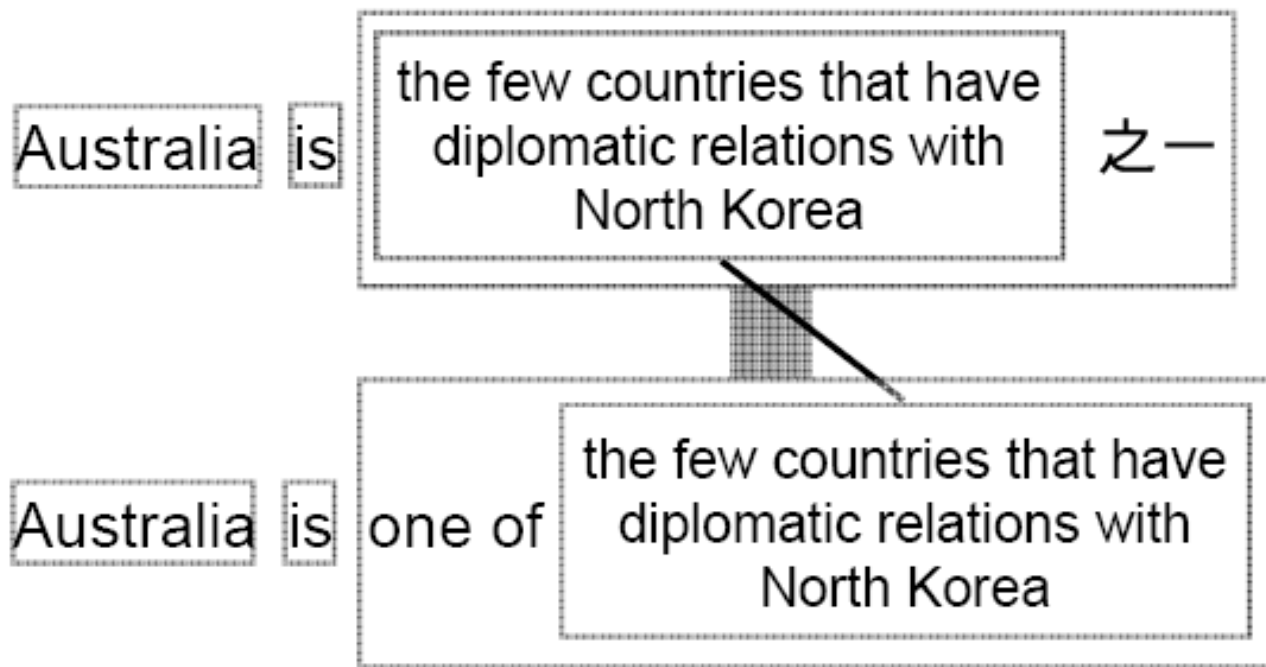 the few countries that have
Australia is diplomatic relations with 之一
North Korea
the few countries that have
Australia is one of diplomatic relations with
North Korea